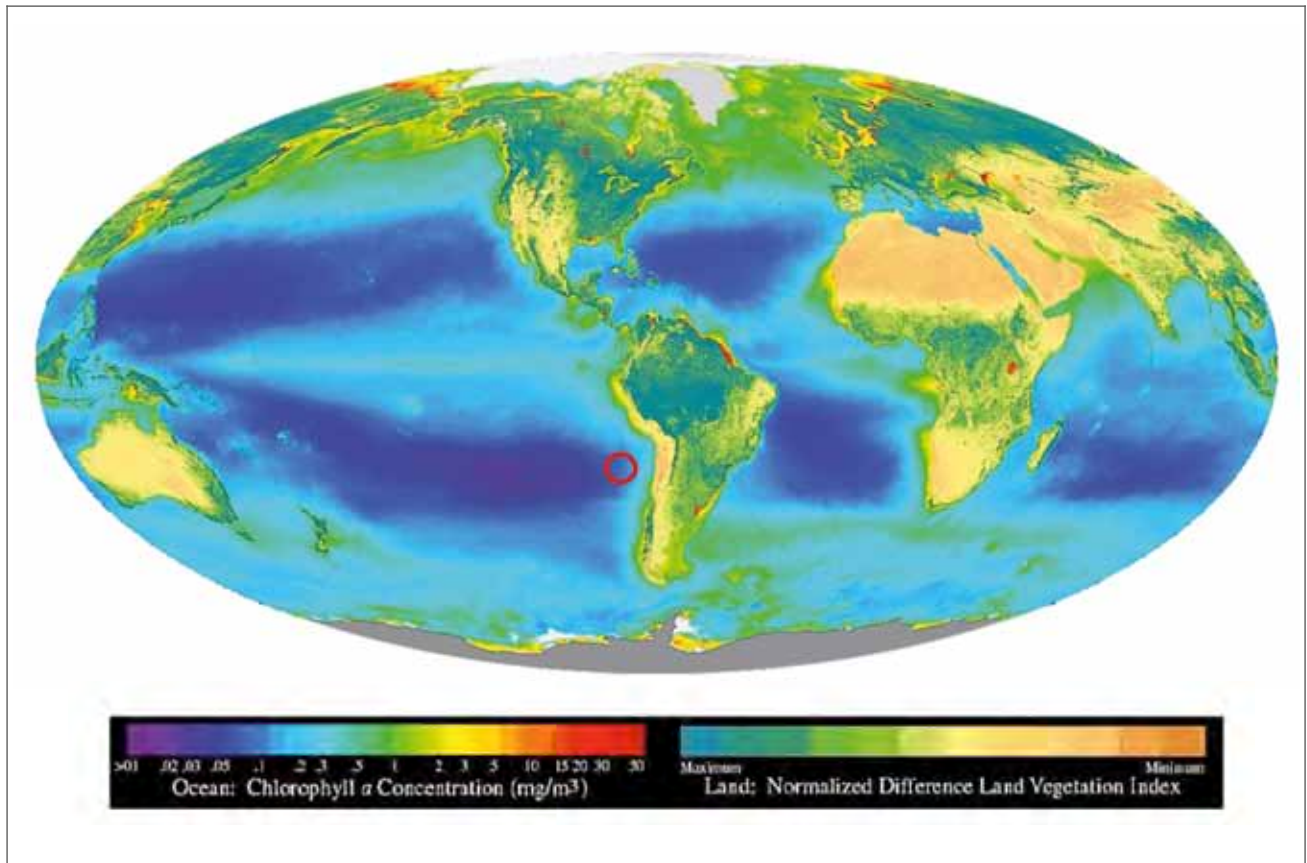 >01 .02 .03 .05 .1 .2 .3 .5 1 2 3 5 10 15 20 30 50
Maximum Minimum
Ocean: Chlorophyll a Concentration (mg/m³)
Land: Normalized Difference Land Vegetation Index